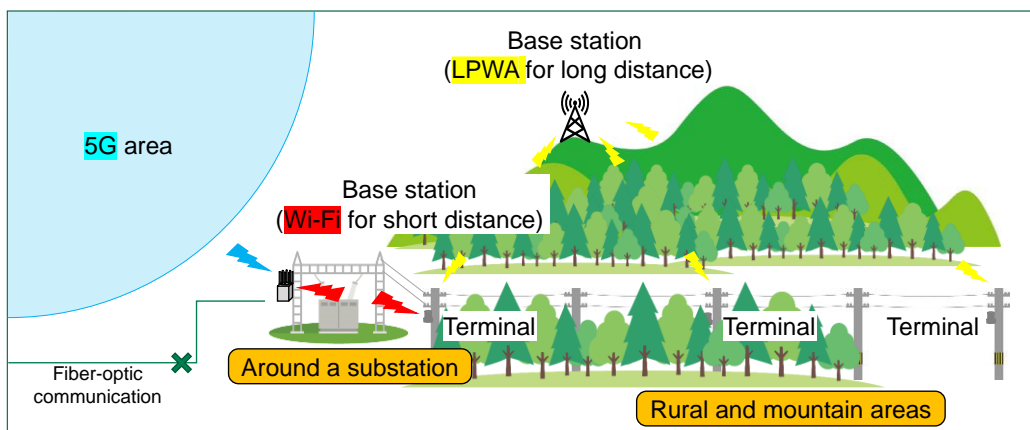 Base station
(LPWA for long distance)
5G area
Base station
(Wi-Fi for short distance)
Terminal
Terminal
Terminal
Around a substation
Fiber-optic
communication
Rural and mountain areas